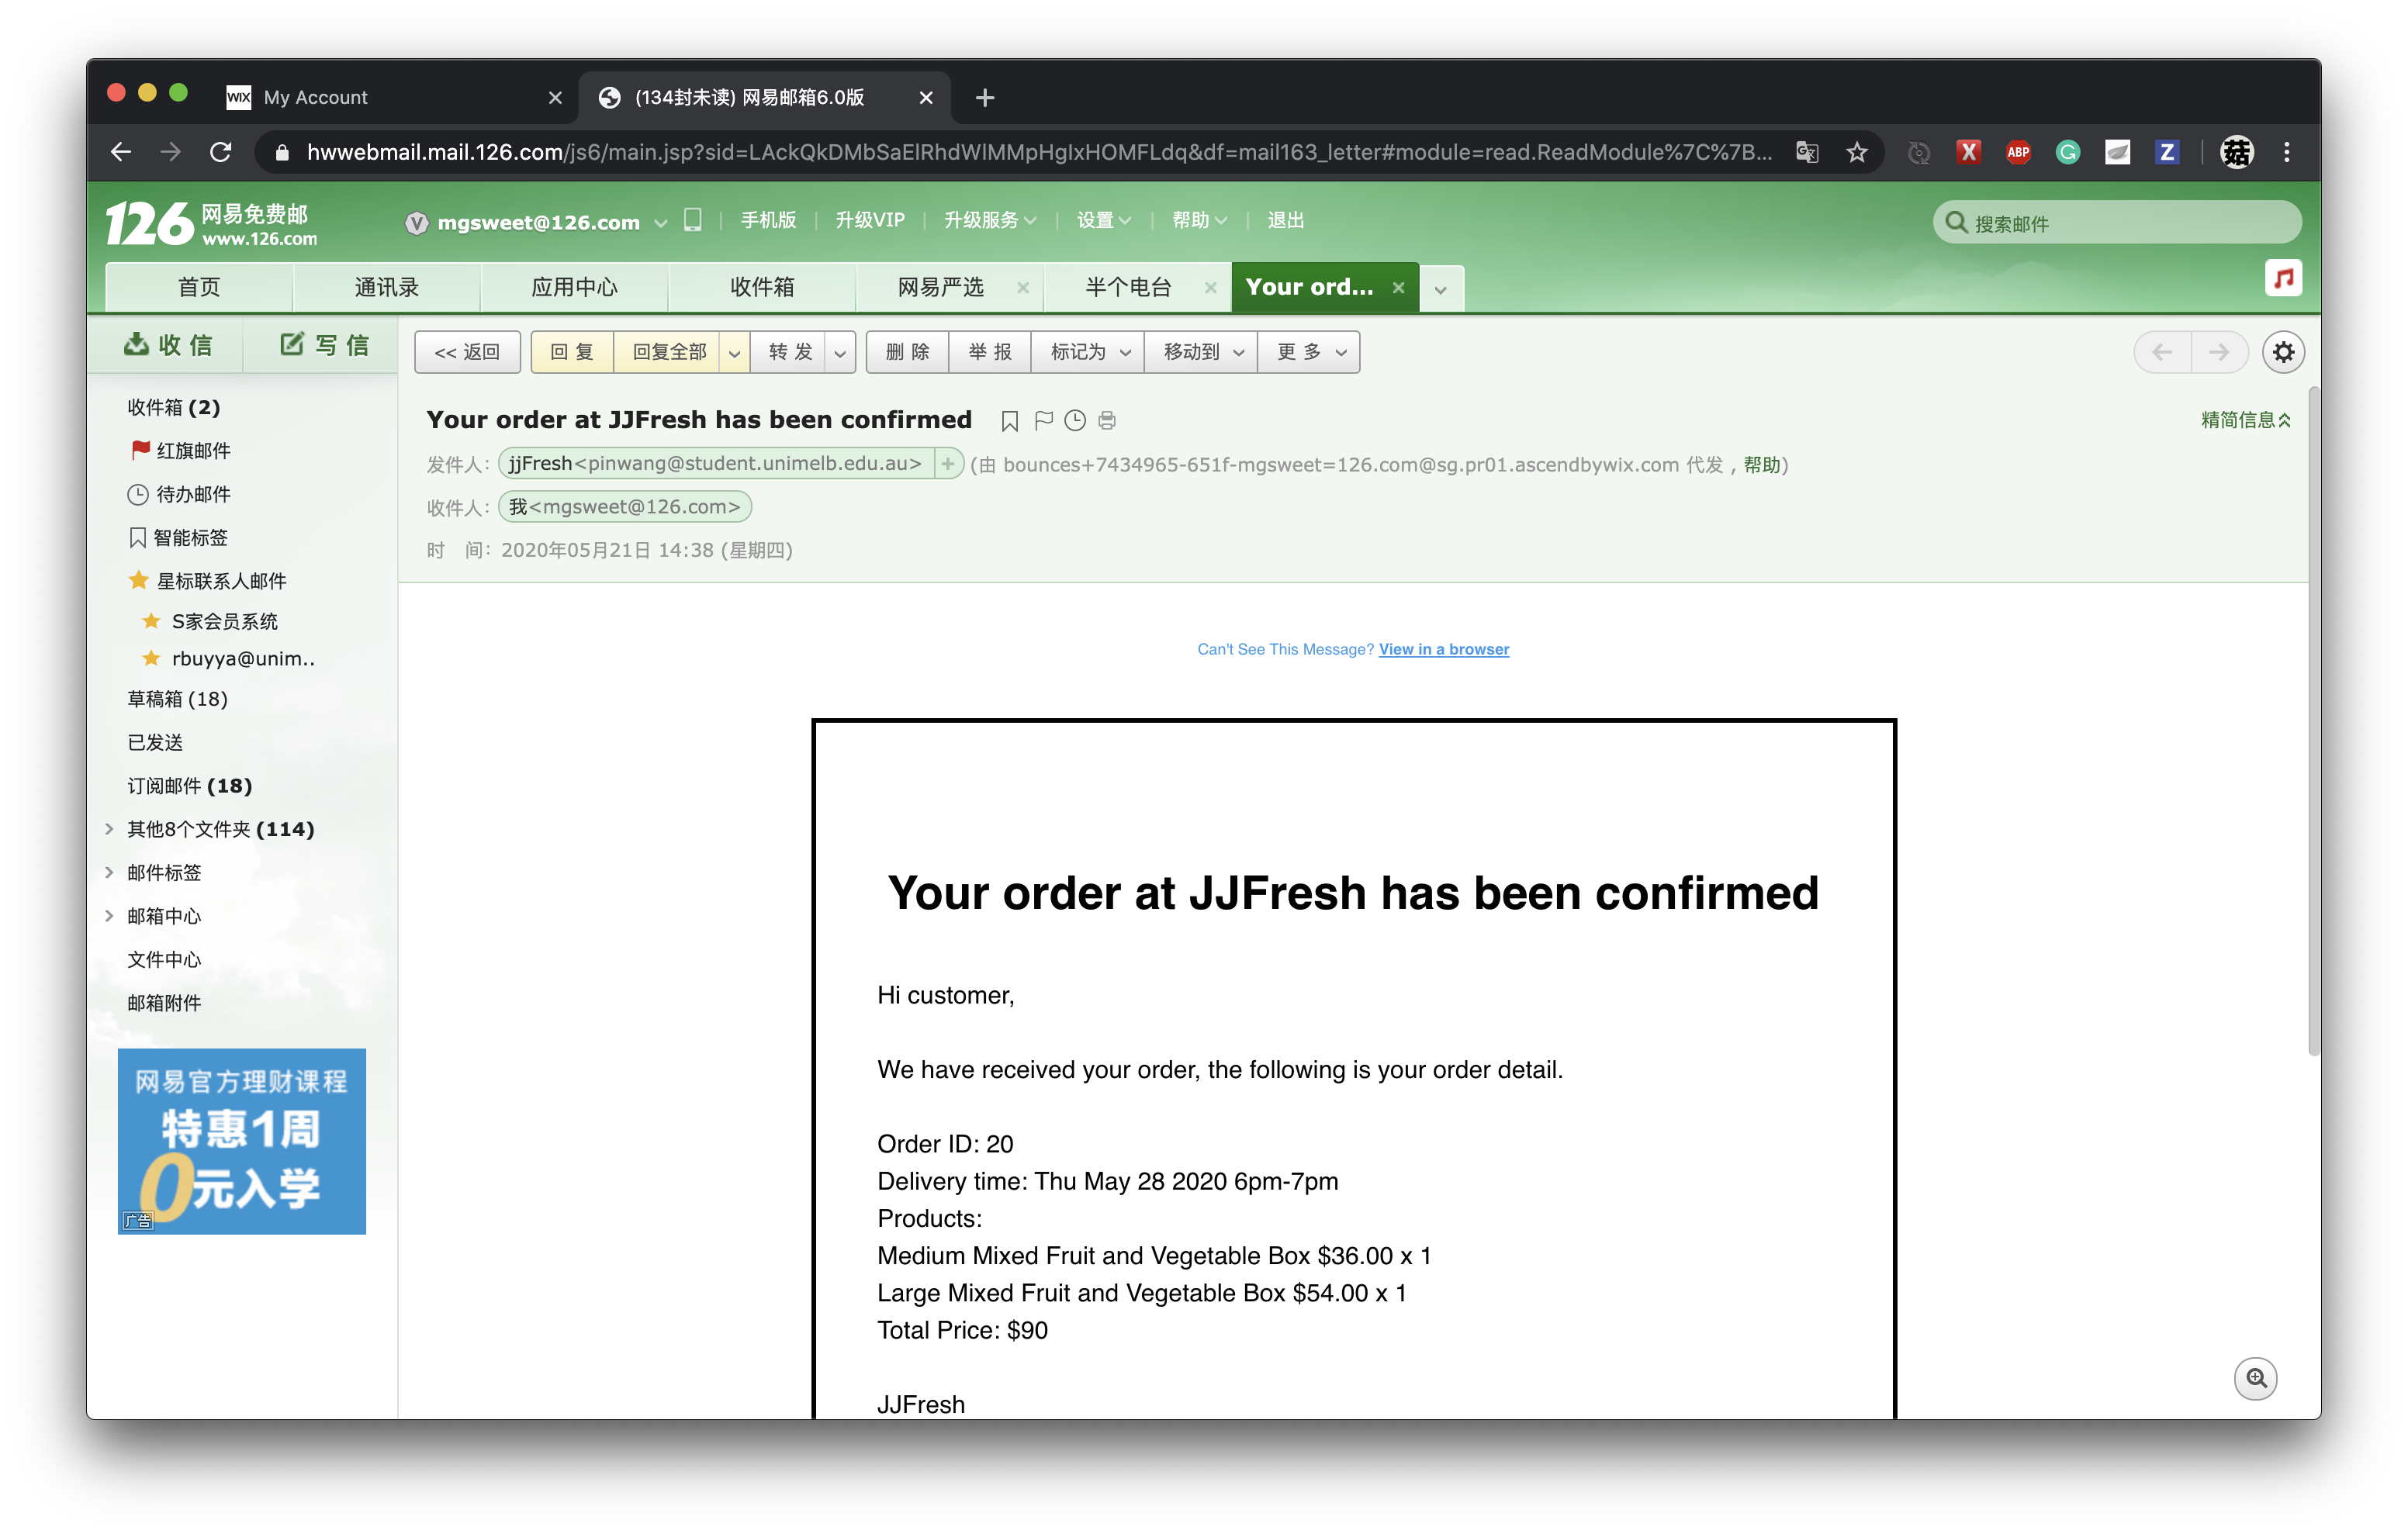 WIX My Account
(134封未读) 网易邮箱6.0版
hwwebmail.mail.126.com/js6/main.jsp?sid=LAckQkDMbSaElRhdWlMMpHglxHOMFLdq&df=mail163_letter#module=read.ReadModule%7C%7B...
X ABP G Z 菇
126 网易免费邮
www.126.com
V mgsweet@126.com 手机版 升级VIP 升级服务 设置 帮助 退出
搜索邮件
首页 通讯录 应用中心 收件箱 网易严选 半个电台 Your ord...
收 信 写 信
<< 返回 回 复 回复全部 转 发 删 除 举 报 标记为 移动到 更 多
收件箱 (2)
红旗邮件
待办邮件
智能标签
星标联系人邮件
S家会员系统
rbuyya@unim..
草稿箱 (18)
已发送
订阅邮件 (18)
其他8个文件夹 (114)
邮件标签
邮箱中心
文件中心
邮箱附件
网易官方理财课程
特惠1周
0元入学
广告
Your order at JJFresh has been confirmed
精简信息
发件人: jjFresh<pinwang@student.unimelb.edu.au> + (由 bounces+7434965-651f-mgsweet=126.com@sg.pr01.ascendbywix.com 代发 , 帮助)
收件人: 我<mgsweet@126.com>
时 间: 2020年05月21日 14:38 (星期四)
Can't See This Message? View in a browser
Your order at JJFresh has been confirmed
Hi customer,
We have received your order, the following is your order detail.
Order ID: 20
Delivery time: Thu May 28 2020 6pm-7pm
Products:
Medium Mixed Fruit and Vegetable Box $36.00 x 1
Large Mixed Fruit and Vegetable Box $54.00 x 1
Total Price: $90
JJFresh